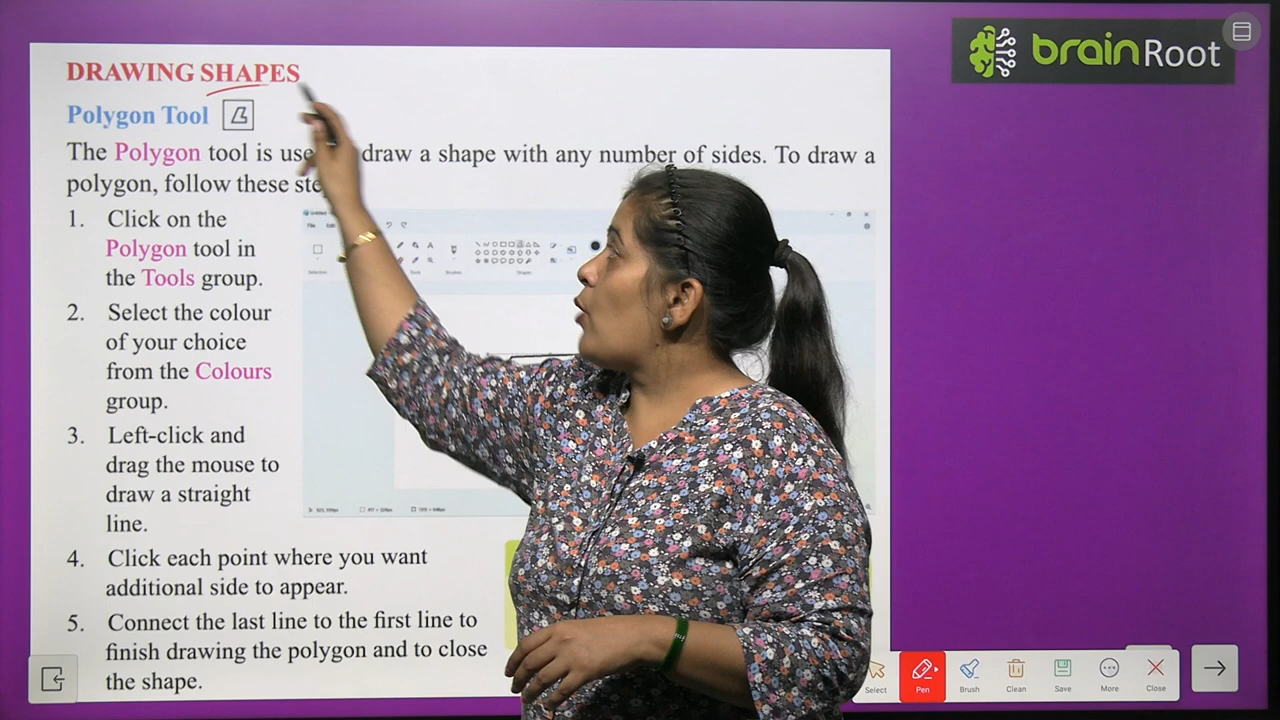 DRAWING SHAPES
brainRoot
Polygon Tool
The Polygon tool is draw a shape with any number of sides. To draw a
polygon, follow these
1. Click on the
Polygon tool in
the Tools group.
2. Select the colour
of your choice
from the Colours
group.
3. Left-click and
drag the mouse to
draw a straight
line.
4. Click each point where you want
additional side to appear.
5. Connect the last line to the first line to
finish drawing the polygon and to close
the shape.
File
Brushes
Shapes
Select
Pen
Brush
Clean
Save
More
Close